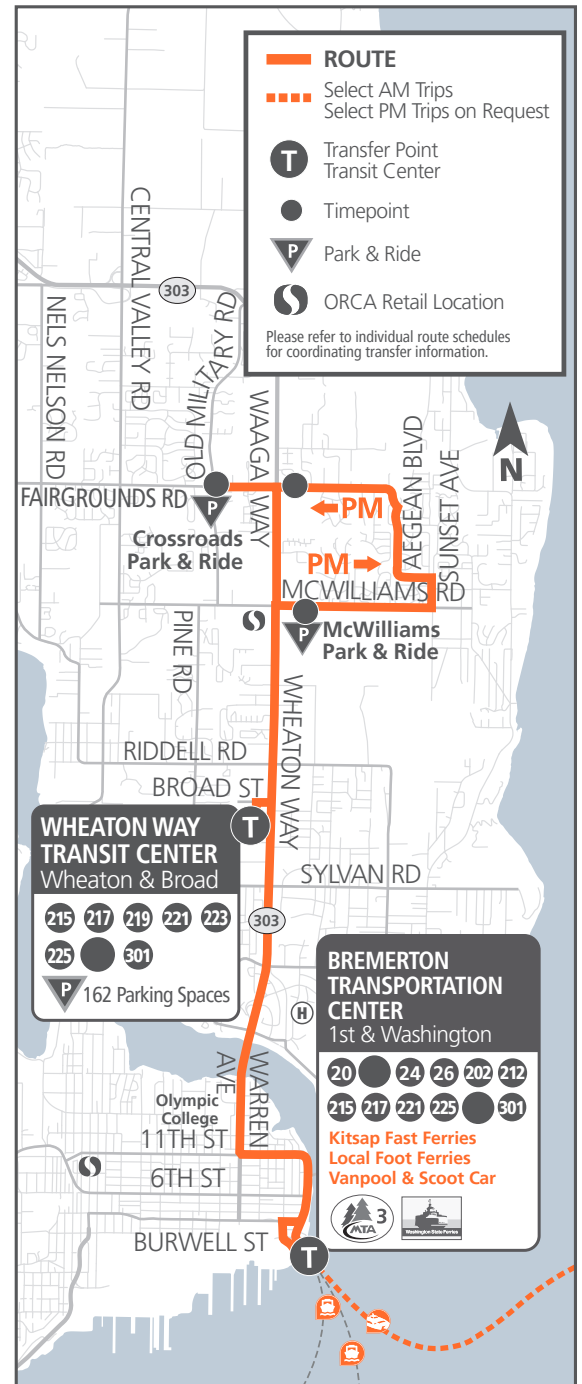 ROUTE
Select AM Trips
Select PM Trips on Request
T
Transfer Point
Transit Center
Timepoint
P
Park & Ride
S
ORCA Retail Location
Please refer to individual route schedules
for coordinating transfer information.
N
303
CENTRAL VALLEY RD
NELS NELSON RD
OLD MILITARY RD
WAAGA WAY
AEGEAN BLVD
SUNSET AVE
FAIRGROUNDS RD
P
Crossroads
Park & Ride
PM
PM
MCWILLIAMS RD
S
P
McWilliams
Park & Ride
PINE RD
WHEATON WAY
RIDDELL RD
BROAD ST
T
SYLVAN RD
303
WHEATON WAY
TRANSIT CENTER
Wheaton & Broad
215 217 219 221 223
225 301
P 162 Parking Spaces
H
BREMERTON
TRANSPORTATION
CENTER
1st & Washington
20 24 26 202 212
215 217 221 225 301
Kitsap Fast Ferries
Local Foot Ferries
Vanpool & Scoot Car
MTA 3
Washington State Ferries
WARREN AVE
Olympic
College
11TH ST
S
6TH ST
BURWELL ST
T